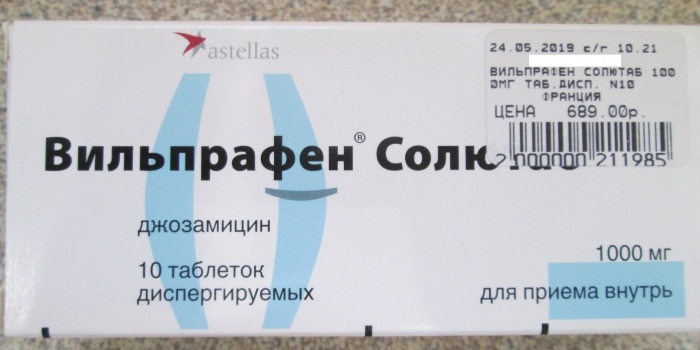 astellas
24.05.2019 с/г 10.21
ВИЛЬПРАФЕН СОЛЮТАБ 100
0МГ ТАБ.ДИСП. N10
ФРАНЦИЯ
ЦЕНА 689.00р.
2 000000 211985
Вильпрафен®
джозамицин
10 таблеток
диспергируемых
1000 мг
для приема внутрь